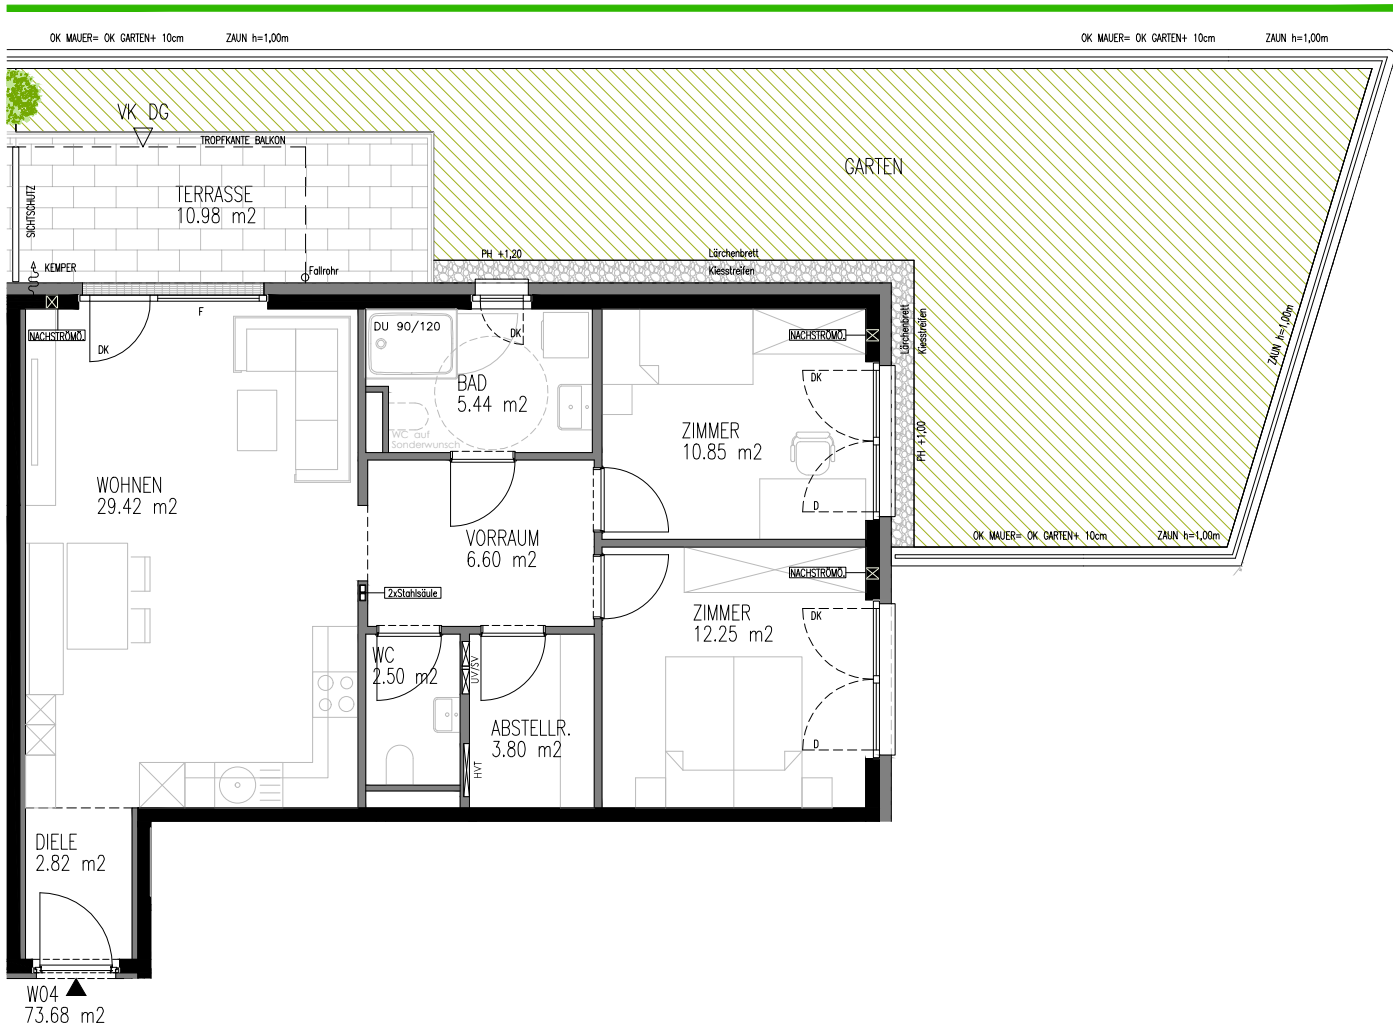 OK MAUER= OK GARTEN+ 10cm
ZAUN h=1,00m
OK MAUER= OK GARTEN+ 10cm
ZAUN h=1,00m
VK DG
TROPFKANTE BALKON
GARTEN
TERRASSE
10.98 m2
SICHTSCHUTZ
KEMPER
Fallrohr
PH +1,20
Lärchenbrett
Kiesstreifen
F
NACHSTRÖMÖ.
DK
DU 90/120
DK
BAD
5.44 m2
WC auf
Sonderwunsch
NACHSTRÖMÖ.
Lärchenbrett
Kiesstreifen
ZAUN h=1,00m
DK
ZIMMER
10.85 m2
PH +1,00
D
WOHNEN
29.42 m2
VORRAUM
6.60 m2
OK MAUER= OK GARTEN+ 10cm
ZAUN h=1,00m
NACHSTRÖMÖ.
2xStahlsäule
ZIMMER
12.25 m2
DK
WC
2.50 m2
UV/SV
ABSTELLR.
3.80 m2
D
HVT
DIELE
2.82 m2
W04
73.68 m2